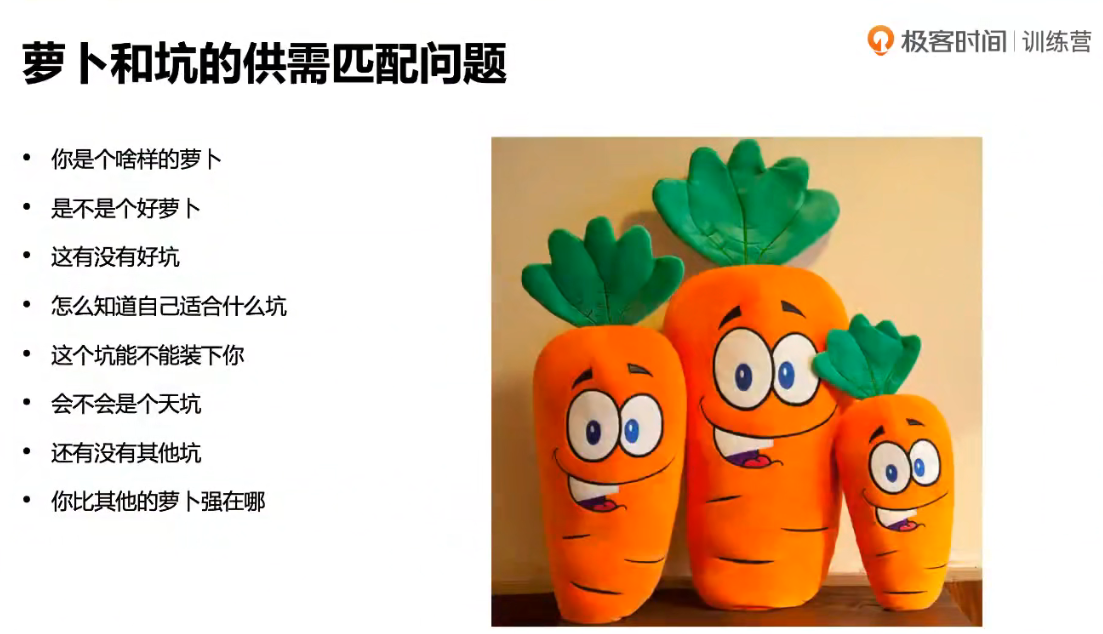 萝卜和坑的供需匹配问题
极客时间 训练营
• 你是个啥样的萝卜
• 是不是个好萝卜
• 这有没有好坑
• 怎么知道自己适合什么坑
• 这个坑能不能装下你
• 会不会是个天坑
• 还有没有其他坑
• 你比其他的萝卜强在哪